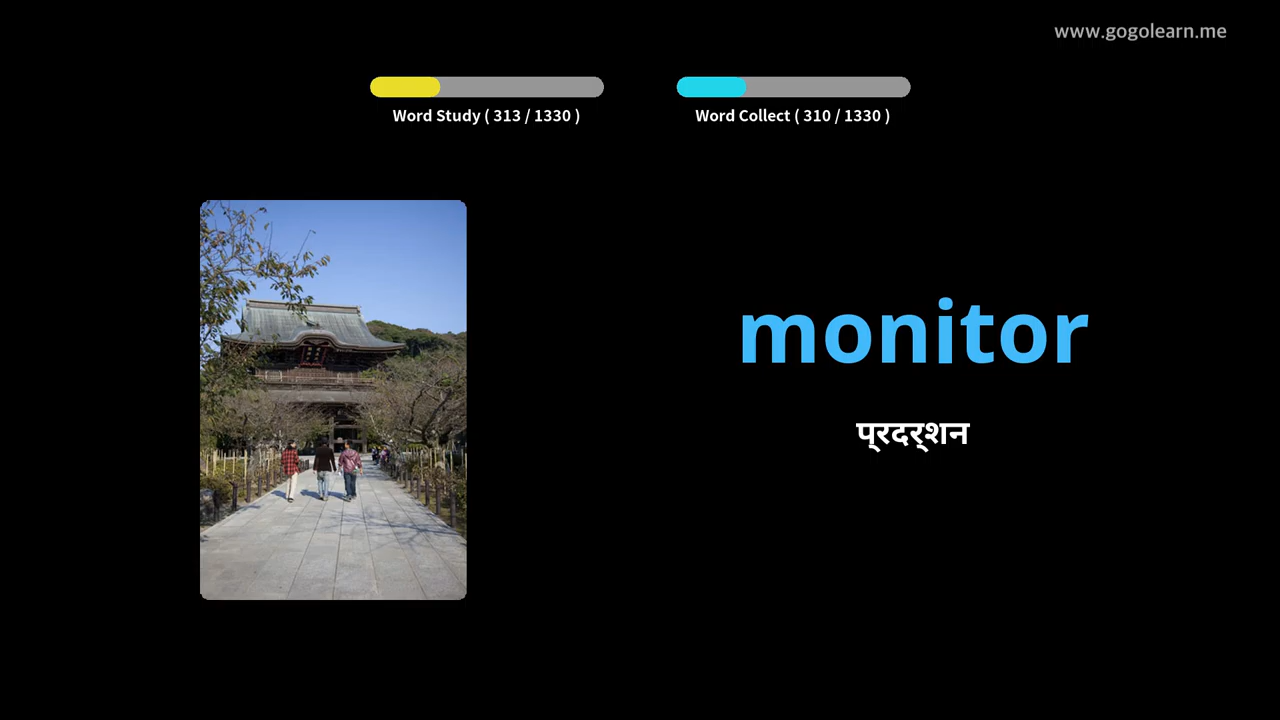 www.gogolearn.me
Word Study ( 313 / 1330 )
Word Collect ( 310 / 1330 )
monitor
प्रदर्शन